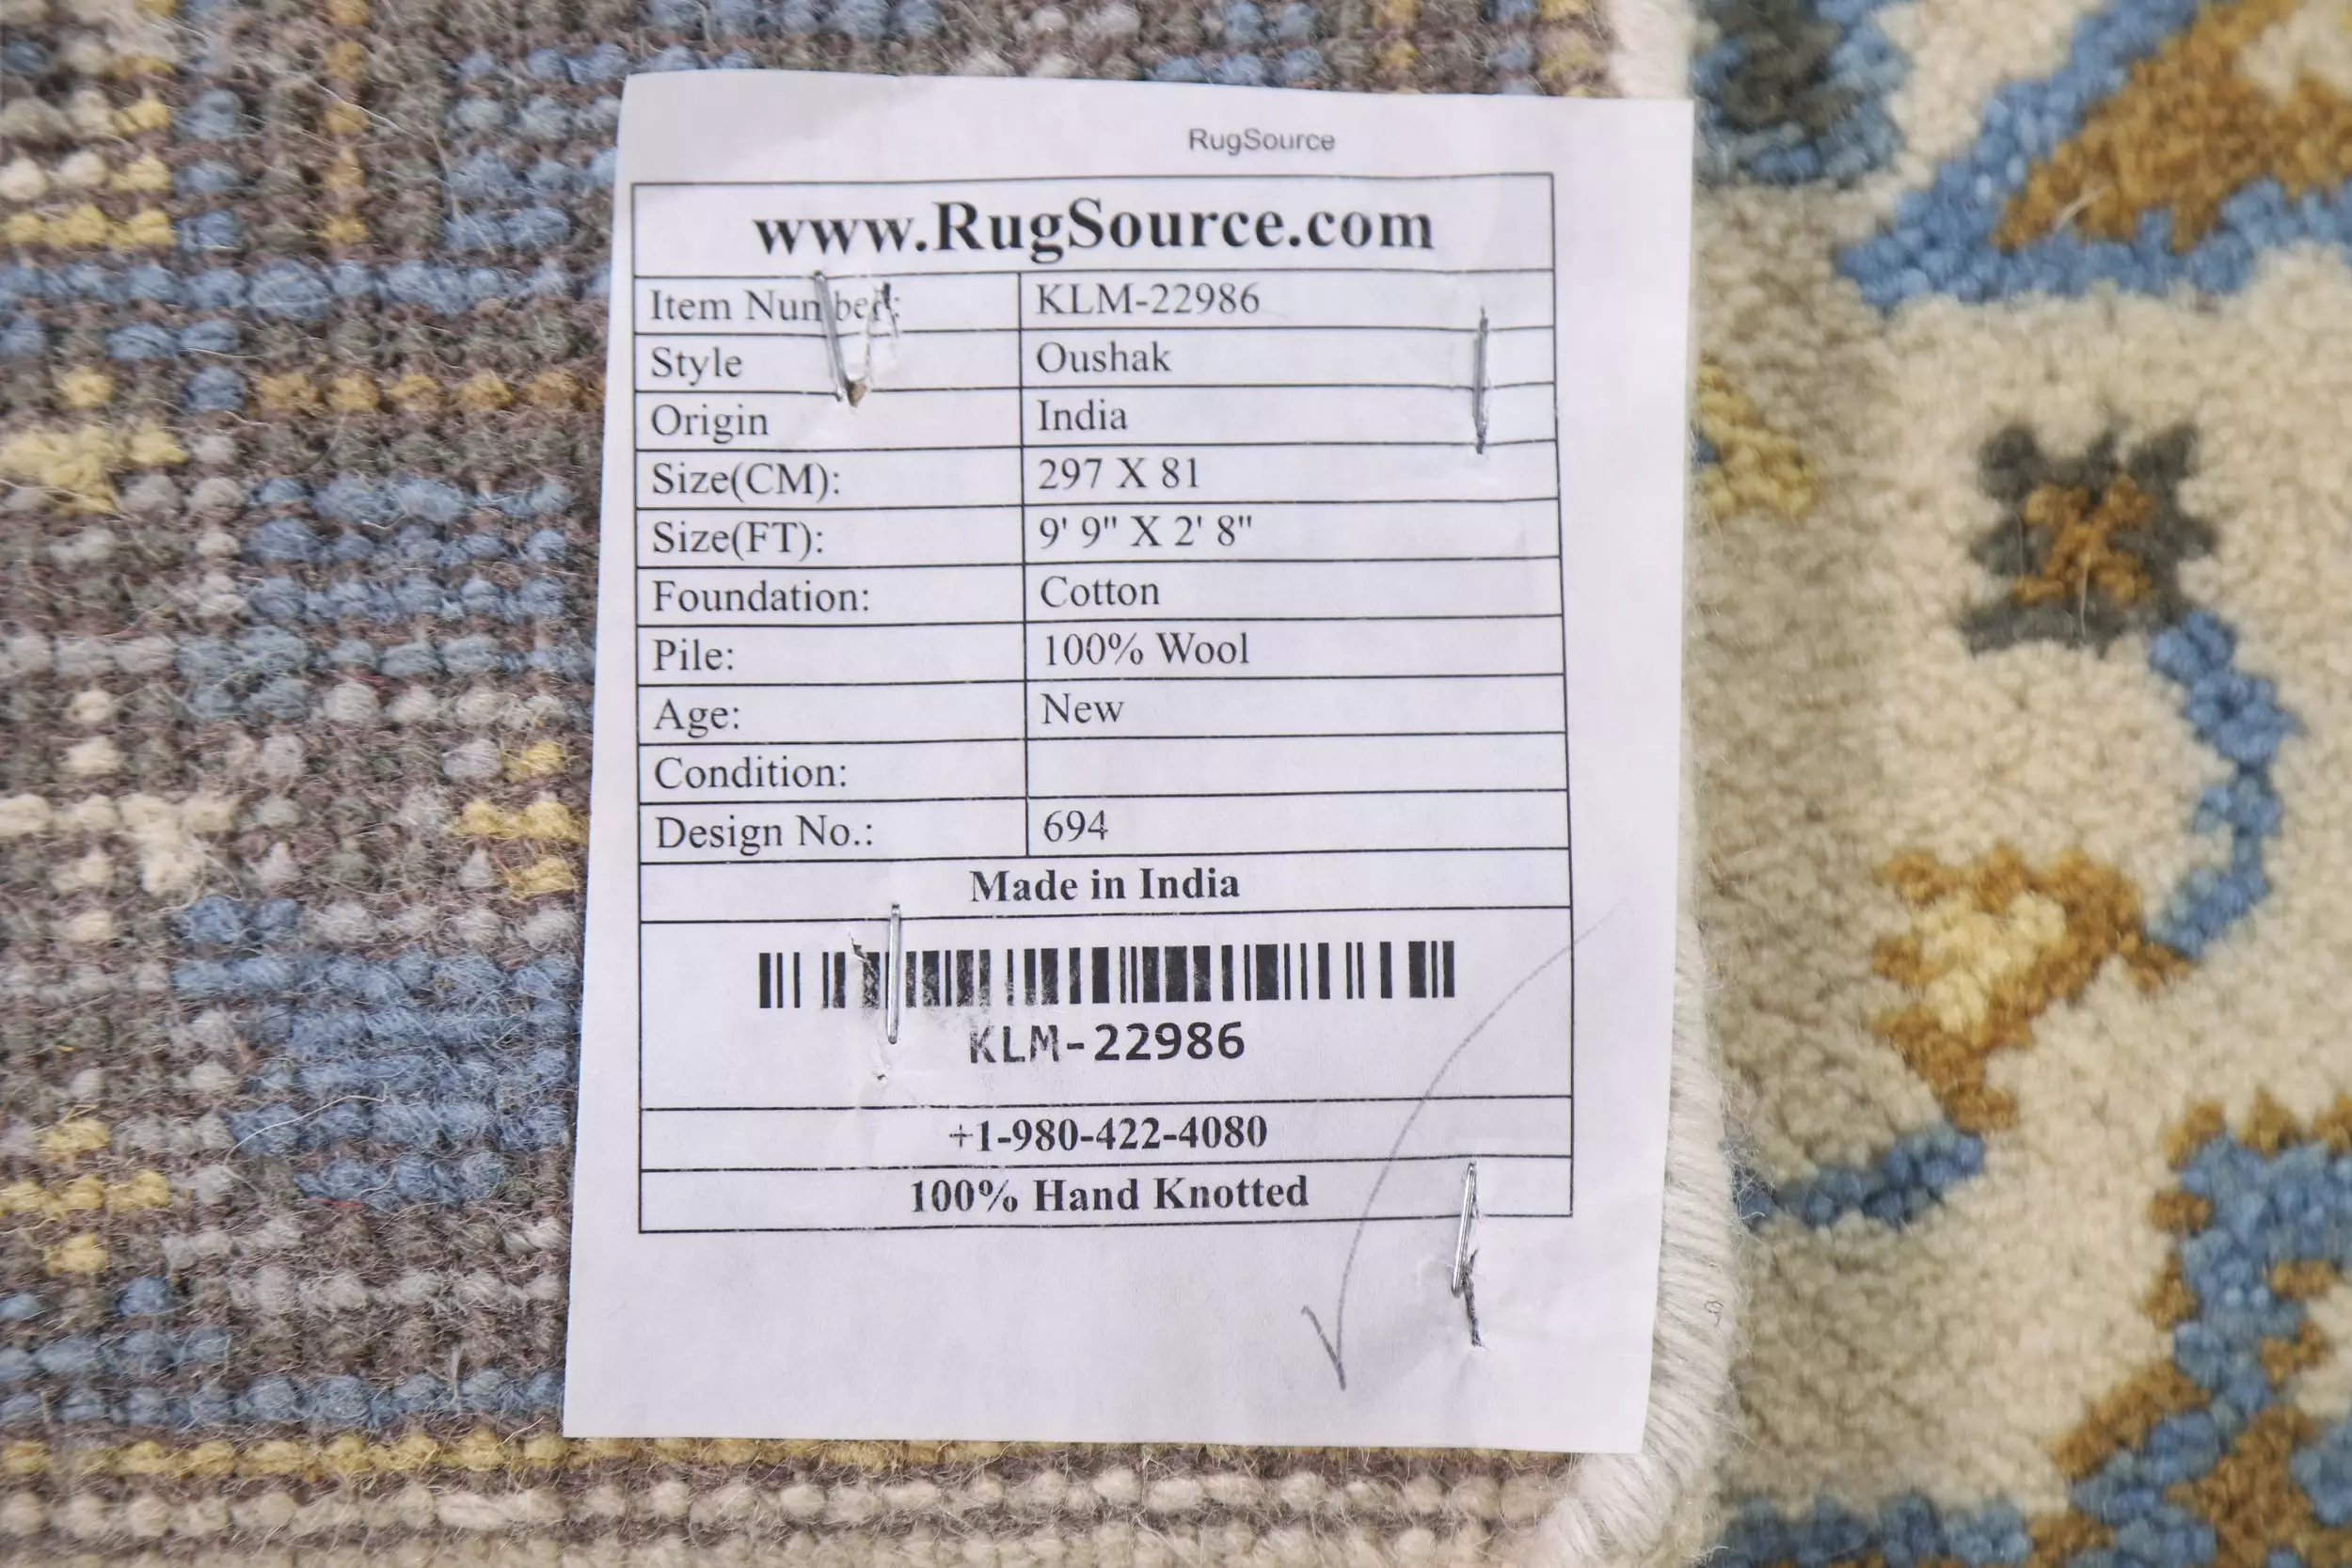 RugSource
www.RugSource.com
Item Number: KLM-22986
Style Oushak
Origin India
Size(CM): 297 X 81
Size(FT): 9' 9" X 2' 8"
Foundation: Cotton
Pile: 100% Wool
Age: New
Condition:
Design No.: 694
Made in India
KLM-22986
+1-980-422-4080
100% Hand Knotted